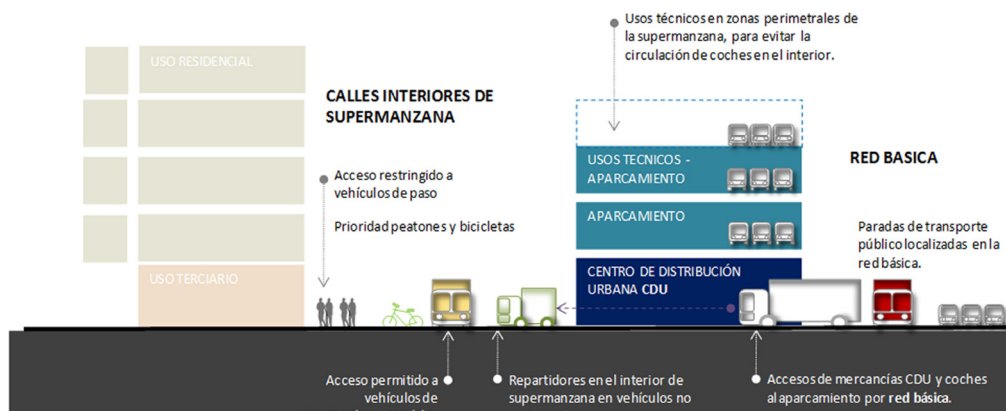 Usos técnicos en zonas perimetrales de
la supermanzana, para evitar la
circulación de coches en el interior.
USO RESIDENCIAL
CALLES INTERIORES DE
SUPERMANZANA
USOS TECNICOS -
APARCAMIENTO
RED BASICA
Acceso restringido a
vehículos de paso
Prioridad peatones y bicicletas
APARCAMIENTO
Paradas de transporte
público localizadas en la
red básica.
USO TERCIARIO
CENTRO DE DISTRIBUCIÓN
URBANA CDU
Acceso permitido a
vehículos de
Repartidores en el interior de
supermanzana en vehículos no
Accesos de mercancías CDU y coches
al aparcamiento por red básica.